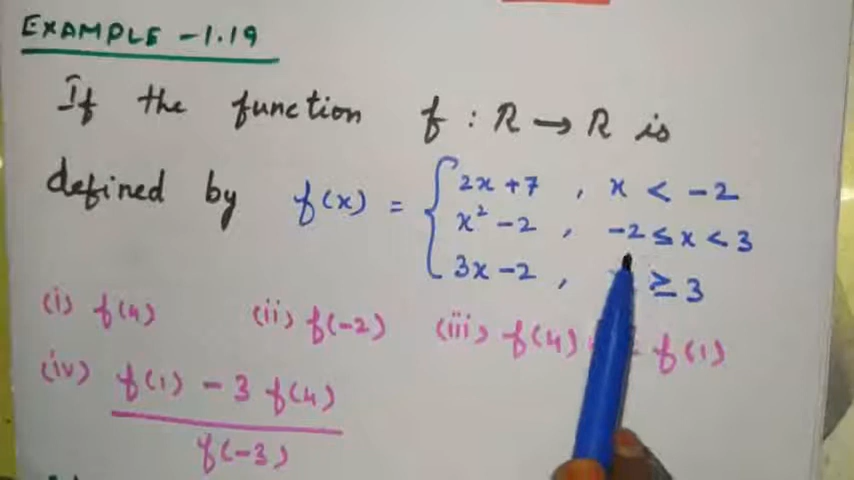 EXAMPLE - 1.19
If the function f : R → R is
defined by f(x) = { 2x + 7 , x < -2
x² - 2 , -2 ≤ x < 3
3x - 2 , ≥ 3
(i) f(4) (ii) f(-2) (iii) f(4) f(1)
(iv) f(1) - 3 f(4)
f(-3)